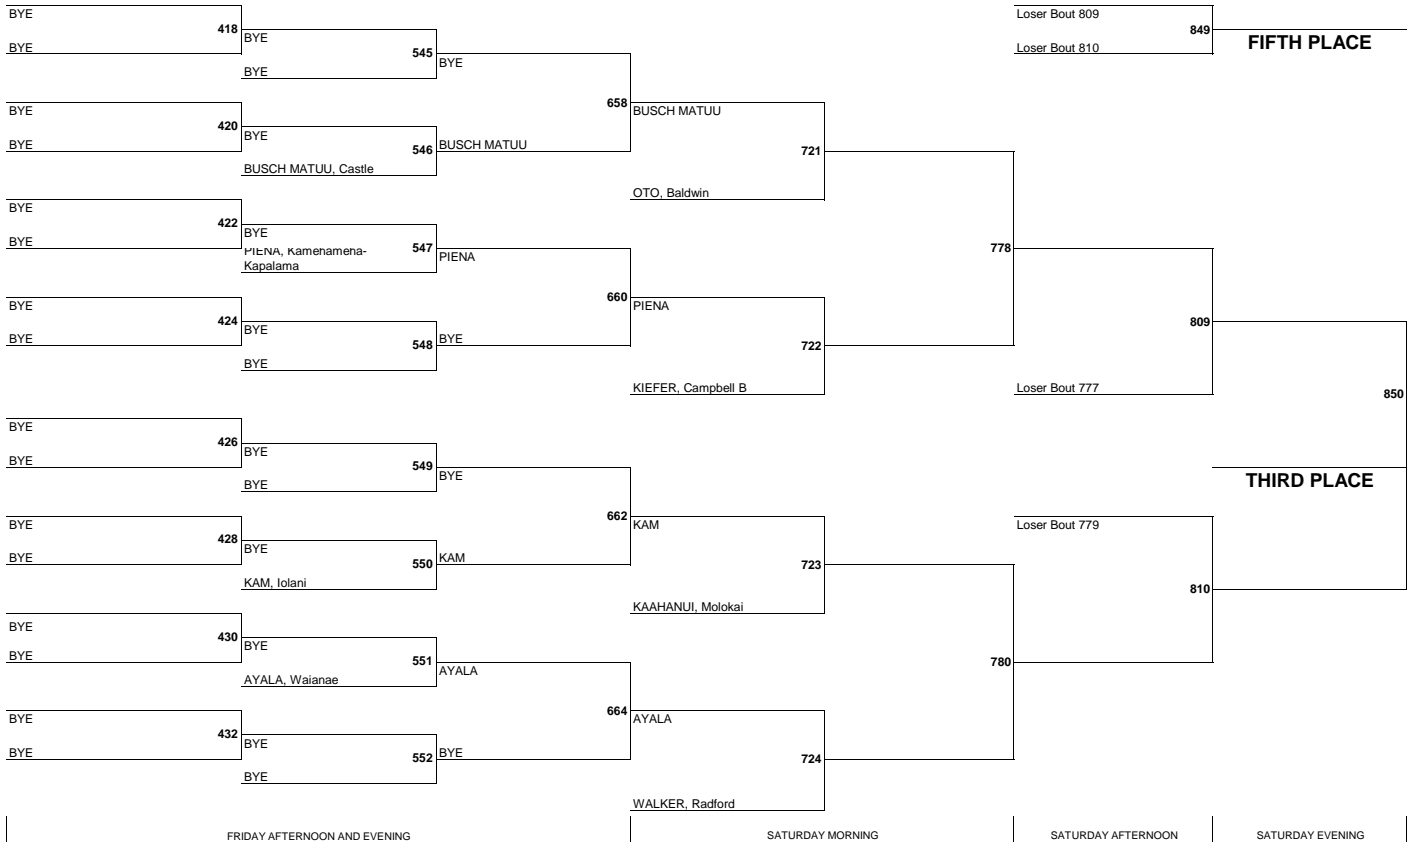 BYE
418
BYE
BYE
545
BYE
BYE
BYE
420
BYE
BYE
546
BUSCH MATUU
BUSCH MATUU, Castle
658
BUSCH MATUU
721
OTO, Baldwin
BYE
422
BYE
BYE
PIENA, Kamehameha-
Kapalama
547
PIENA
BYE
424
BYE
BYE
548
BYE
BYE
660
PIENA
722
KIEFER, Campbell B
778
BYE
426
BYE
BYE
549
BYE
BYE
BYE
428
BYE
BYE
550
KAM
KAM, Iolani
662
KAM
723
KAAHANUI, Molokai
BYE
430
BYE
BYE
551
AYALA
AYALA, Waianae
BYE
432
BYE
BYE
552
BYE
BYE
664
AYALA
724
WALKER, Radford
780
Loser Bout 809
849
Loser Bout 810
FIFTH PLACE
809
Loser Bout 777
850
THIRD PLACE
Loser Bout 779
810
FRIDAY AFTERNOON AND EVENING
SATURDAY MORNING
SATURDAY AFTERNOON
SATURDAY EVENING